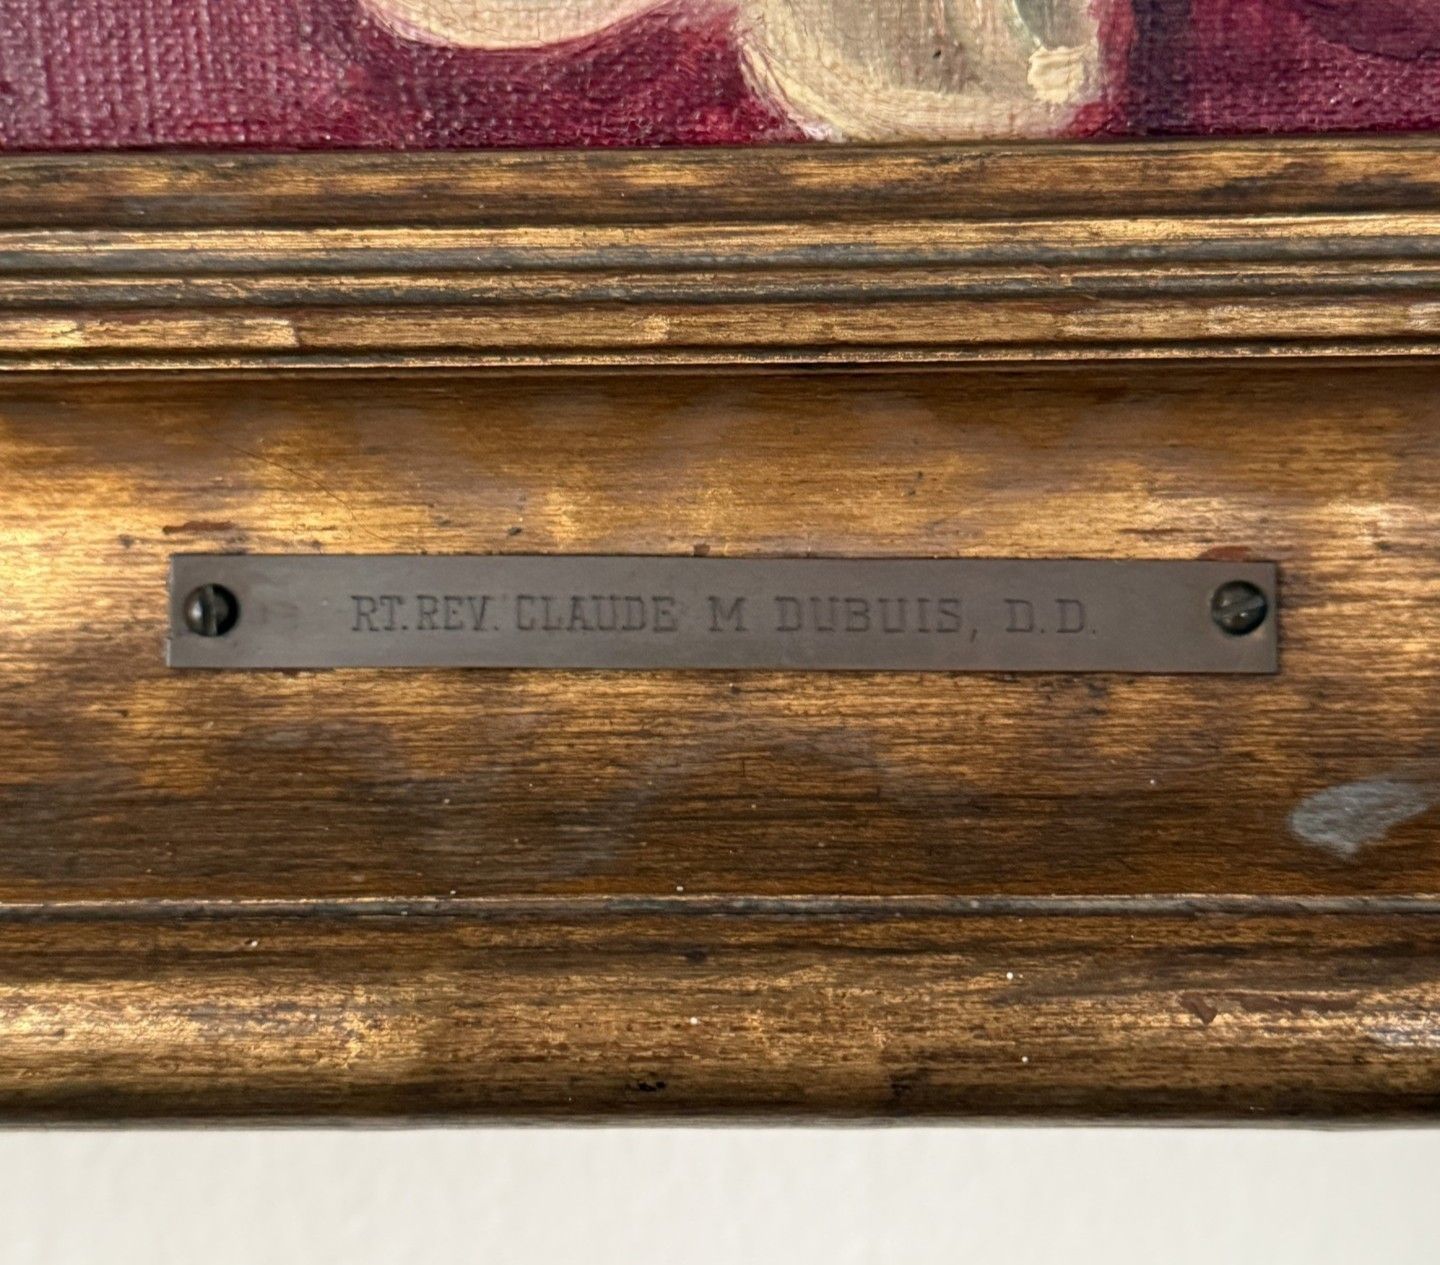 RT. REV. CLAUDE M DUBUIS, D.D.